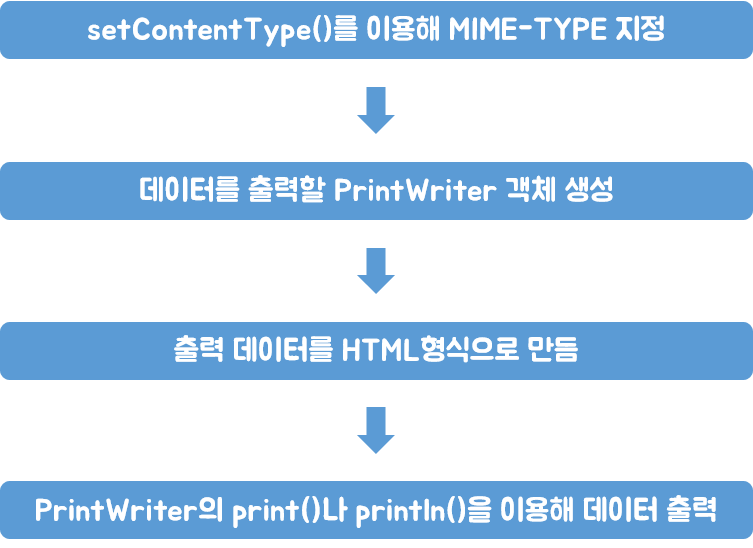 setContentType()를 이용해 MIME-TYPE 지정
데이터를 출력할 PrintWriter 객체 생성
출력 데이터를 HTML형식으로 만듬
PrintWriter의 print()나 println()을 이용해 데이터 출력